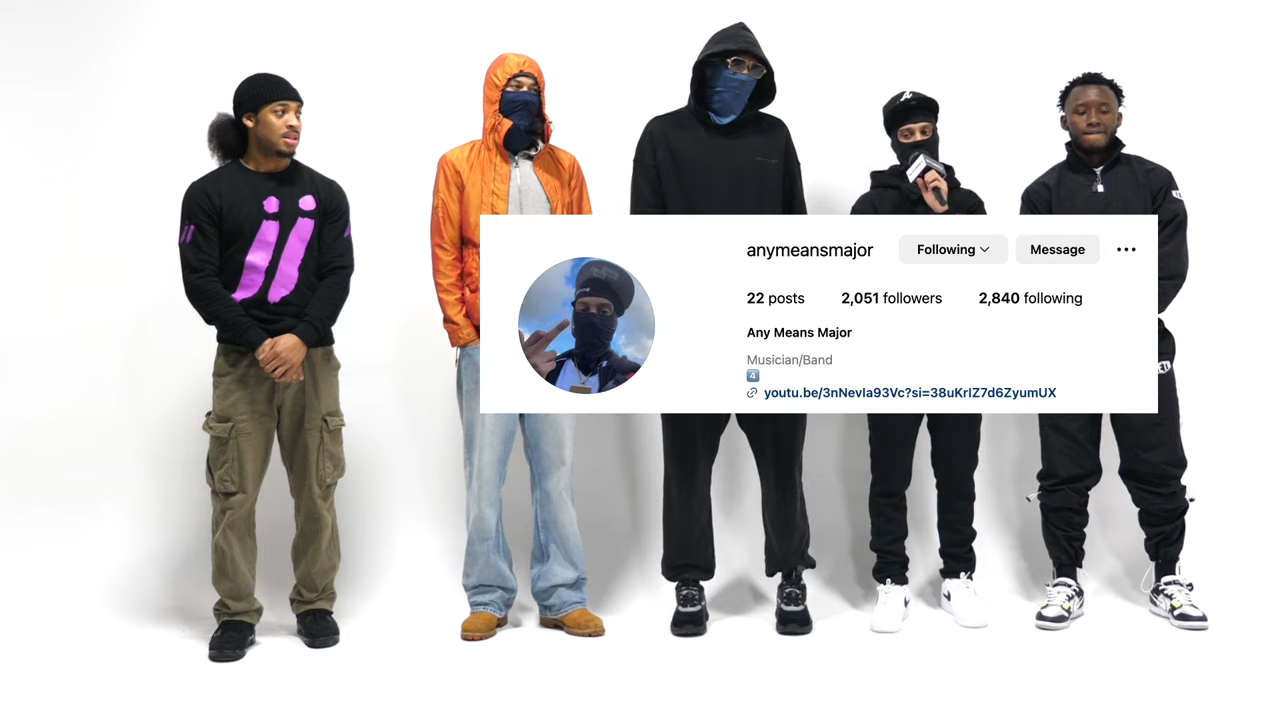 anymeansmajor Following Message
22 posts 2,051 followers 2,840 following
Any Means Major
Musician/Band
4
youtu.be/3nNevIa93Vc?si=38uKrIZ7d6ZyumUX